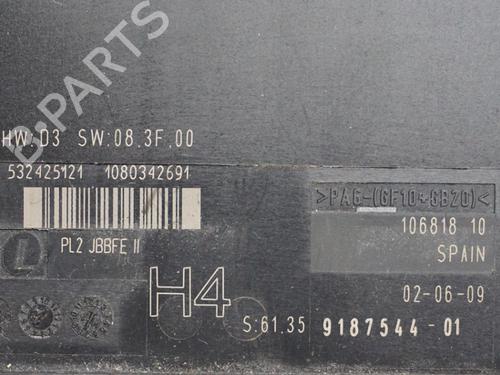 B-PARTS
HW:D3 SW:08.3F.00
532425121 1080342691
>PA6-(GF10+GB20)<
106818 10
PL2 JBBFE II
SPAIN
H4
02-06-09
S:61.35 9187544-01